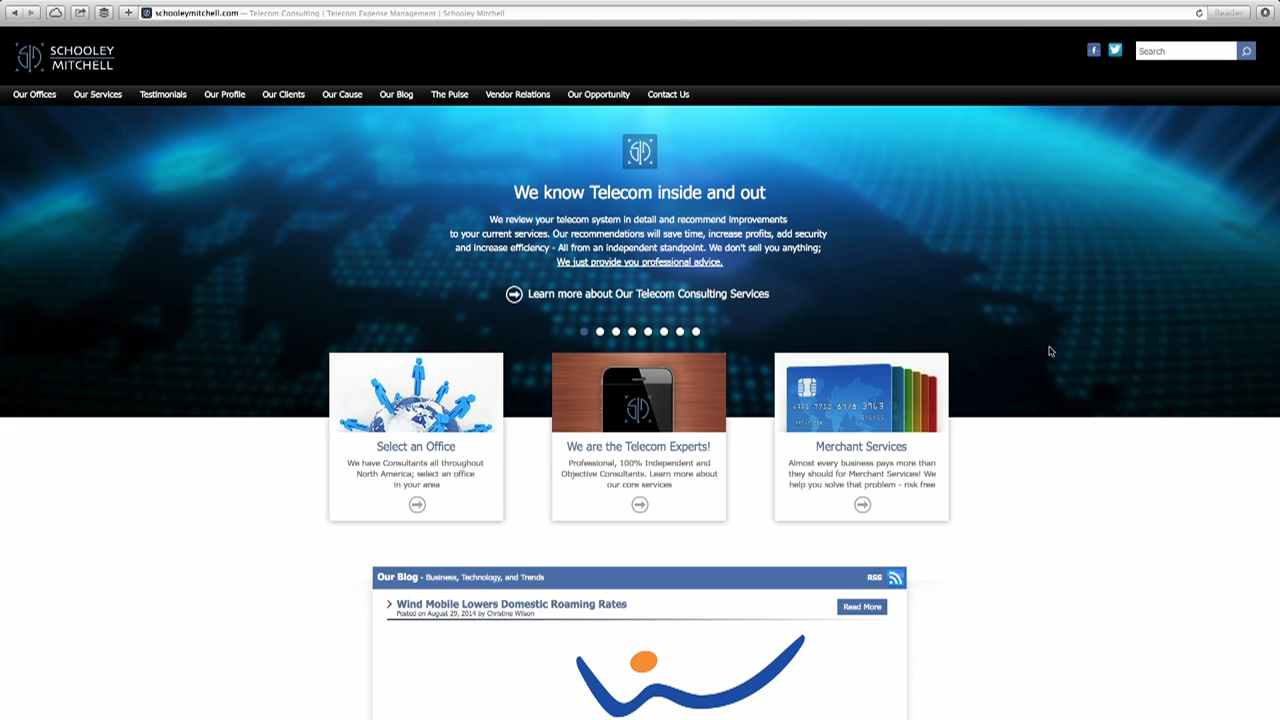 schooleymitchell.com — Telecom Consulting | Telecom Expense Management | Schooley Mitchell
Reader
SCHOOLEY
MITCHELL
Search
Our Offices Our Services Testimonials Our Profile Our Clients Our Cause Our Blog The Pulse Vendor Relations Our Opportunity Contact Us
We know Telecom inside and out
We review your telecom system in detail and recommend improvements
to your current services. Our recommendations will save time, increase profits, add security
and increase efficiency - All from an independent standpoint. We don't sell you anything;
We just provide you professional advice.
Learn more about Our Telecom Consulting Services
Select an Office
We have Consultants all throughout
North America; select an office
in your area
We are the Telecom Experts!
Professional, 100% Independent and
Objective Consultants. Learn more about
our core services
Merchant Services
Almost every business pays more than
they should for Merchant Services! We
help you solve that problem - risk free
Our Blog - Business, Technology, and Trends
RSS
Wind Mobile Lowers Domestic Roaming Rates
Posted on August 29, 2014 by Christine Wilson
Read More